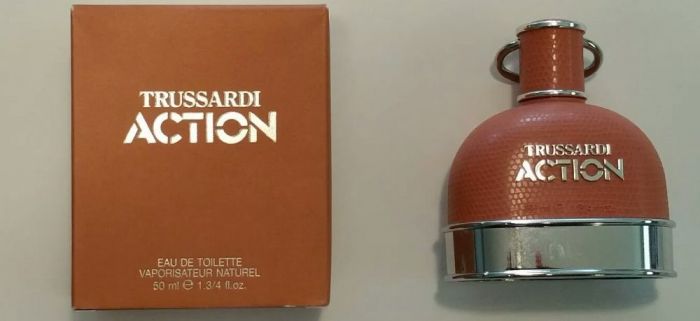 TRUSSARDI
ACTION
EAU DE TOILETTE
VAPORISATEUR NATUREL
50 ml ℮ 1.3/4 fl.oz.
TRUSSARDI
ACTION